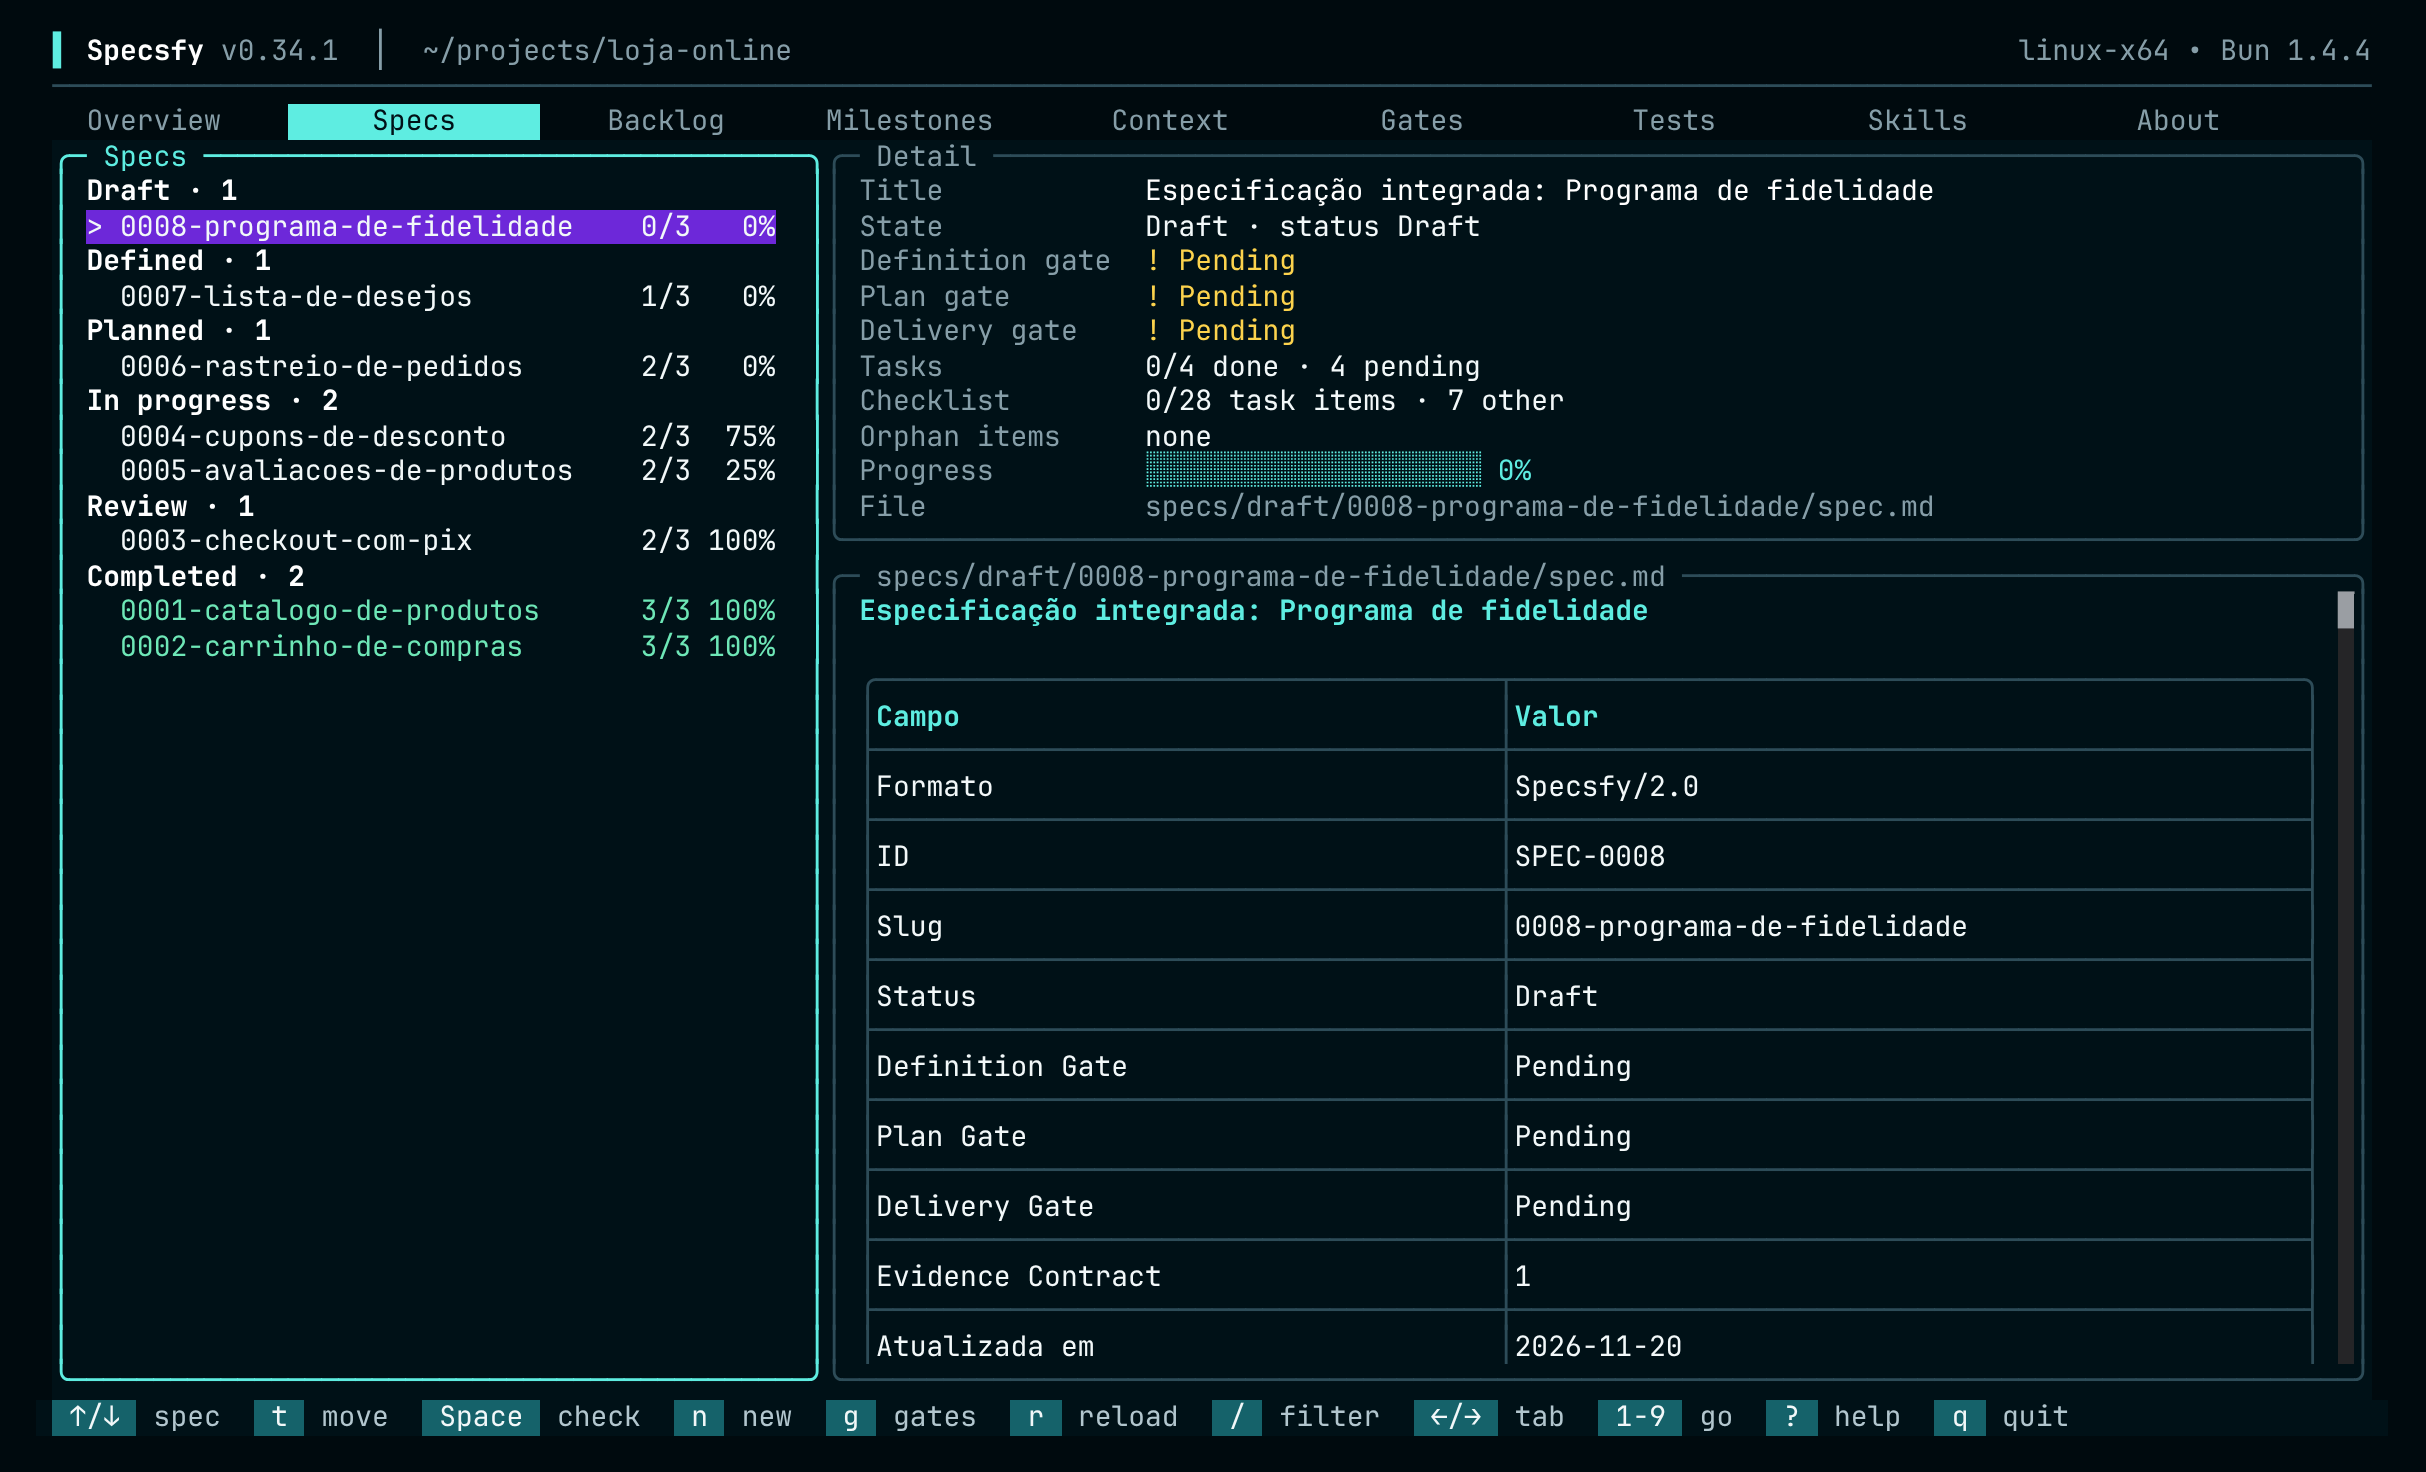 Specsfy v0.34.1 │ ~/projects/loja-online
linux-x64 • Bun 1.4.4
Overview Specs Backlog Milestones Context Gates Tests Skills About
Specs
Draft · 1
> 0008-programa-de-fidelidade 0/3 0%
Defined · 1
0007-lista-de-desejos 1/3 0%
Planned · 1
0006-rastreio-de-pedidos 2/3 0%
In progress · 2
0004-cupons-de-desconto 2/3 75%
0005-avaliacoes-de-produtos 2/3 25%
Review · 1
0003-checkout-com-pix 2/3 100%
Completed · 2
0001-catalogo-de-produtos 3/3 100%
0002-carrinho-de-compras 3/3 100%
Detail
Title Especificação integrada: Programa de fidelidade
State Draft · status Draft
Definition gate ! Pending
Plan gate ! Pending
Delivery gate ! Pending
Tasks 0/4 done · 4 pending
Checklist 0/28 task items · 7 other
Orphan items none
Progress 0%
File specs/draft/0008-programa-de-fidelidade/spec.md
specs/draft/0008-programa-de-fidelidade/spec.md
Especificação integrada: Programa de fidelidade
Campo Valor
Formato Specsfy/2.0
ID SPEC-0008
Slug 0008-programa-de-fidelidade
Status Draft
Definition Gate Pending
Plan Gate Pending
Delivery Gate Pending
Evidence Contract 1
Atualizada em 2026-11-20
↑/↓ spec t move Space check n new g gates r reload / filter ←/→ tab 1-9 go ? help q quit